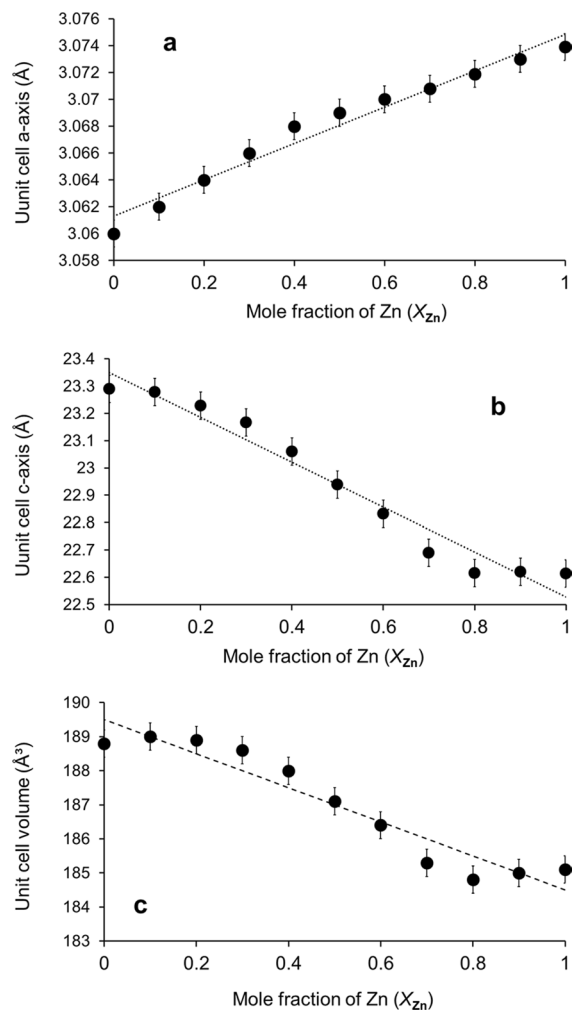 a
Uunit cell a-axis (Å)
3.076
3.074
3.072
3.07
3.068
3.066
3.064
3.062
3.06
3.058
0 0.2 0.4 0.6 0.8 1
Mole fraction of Zn (XZn)
b
Uunit cell c-axis (Å)
23.4
23.3
23.2
23.1
23
22.9
22.8
22.7
22.6
22.5
0 0.2 0.4 0.6 0.8 1
Mole fraction of Zn (XZn)
c
Unit cell volume (Å³)
190
189
188
187
186
185
184
183
0 0.2 0.4 0.6 0.8 1
Mole fraction of Zn (XZn)